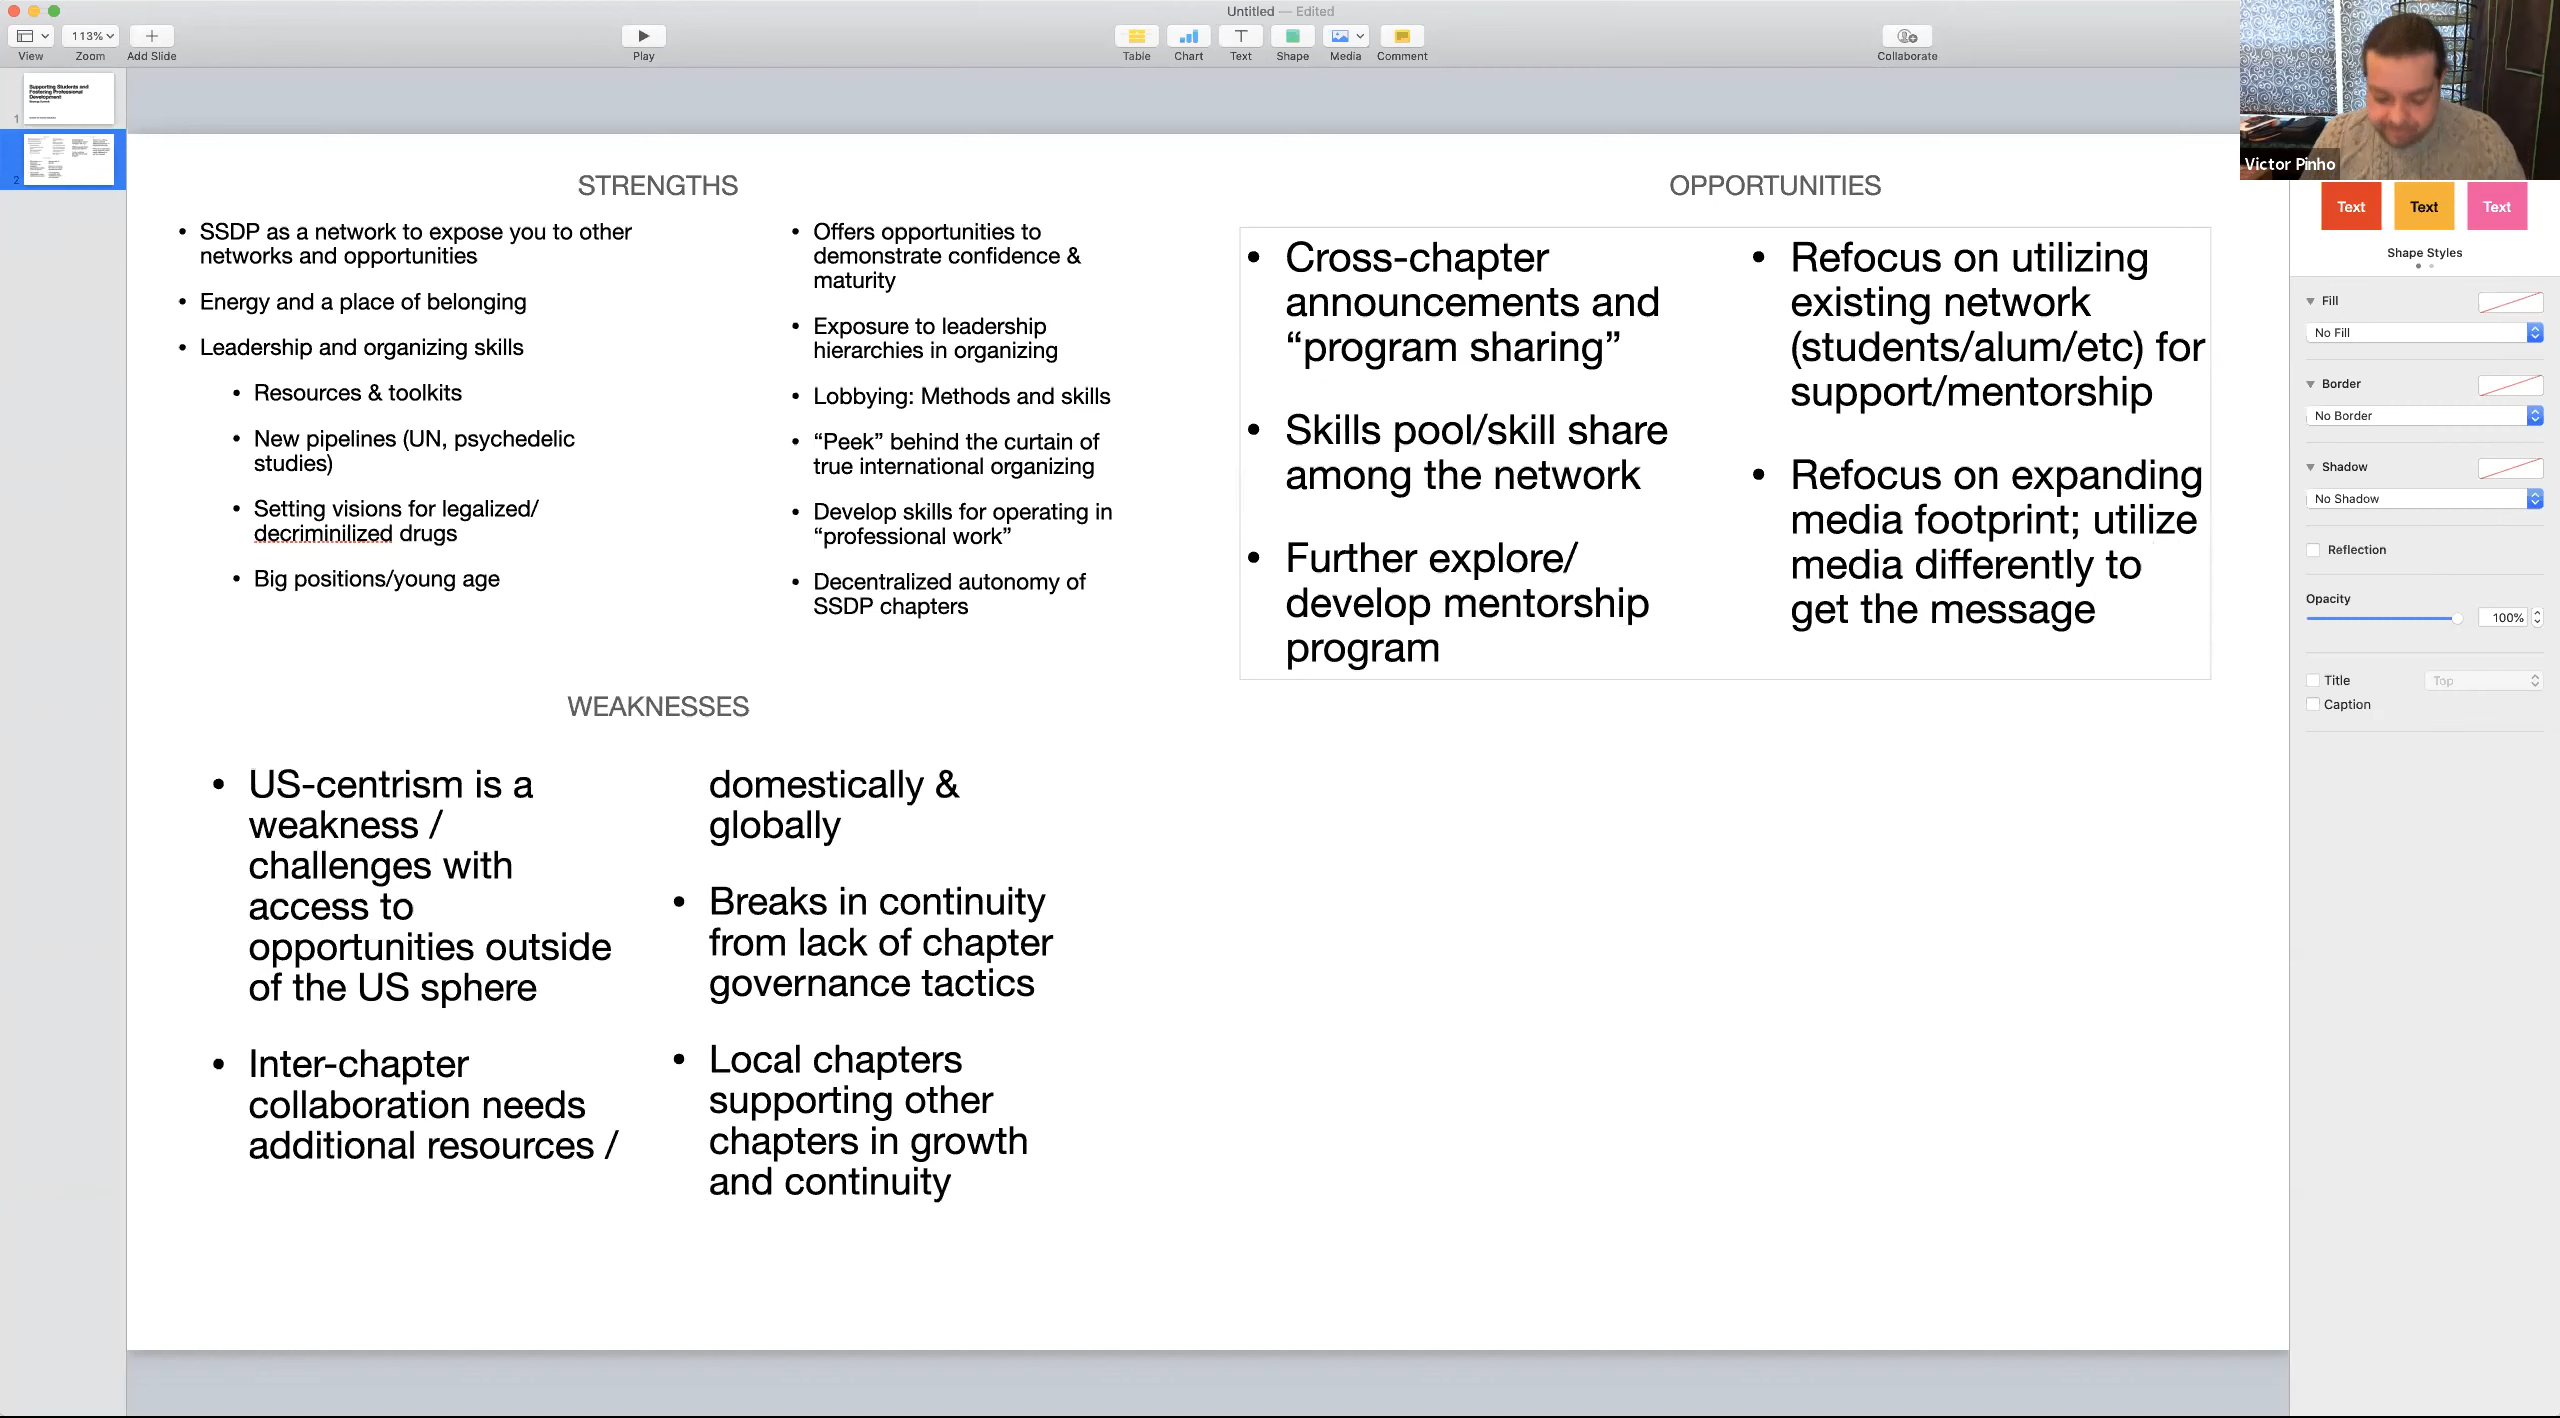 Untitled — Edited
113%
View
Zoom
Add Slide
Play
Table
Chart
Text
Shape
Media
Comment
Collaborate
1
Supporting Students and
Fostering Professional
Development
2
STRENGTHS
• SSDP as a network to expose you to other
networks and opportunities
• Energy and a place of belonging
• Leadership and organizing skills
• Resources & toolkits
• New pipelines (UN, psychedelic
studies)
• Setting visions for legalized/
decriminilized drugs
• Big positions/young age
• Offers opportunities to
demonstrate confidence &
maturity
• Exposure to leadership
hierarchies in organizing
• Lobbying: Methods and skills
• “Peek” behind the curtain of
true international organizing
• Develop skills for operating in
“professional work”
• Decentralized autonomy of
SSDP chapters
OPPORTUNITIES
• Cross-chapter
announcements and
“program sharing”
• Skills pool/skill share
among the network
• Further explore/
develop mentorship
program
• Refocus on utilizing
existing network
(students/alum/etc) for
support/mentorship
• Refocus on expanding
media footprint; utilize
media differently to
get the message
WEAKNESSES
• US-centrism is a
weakness /
challenges with
access to
opportunities outside
of the US sphere
• Inter-chapter
collaboration needs
additional resources /
domestically &
globally
• Breaks in continuity
from lack of chapter
governance tactics
• Local chapters
supporting other
chapters in growth
and continuity
Victor Pinho
Text
Text
Text
Shape Styles
Fill
No Fill
Border
No Border
Shadow
No Shadow
Reflection
Opacity
100%
Title
Top
Caption